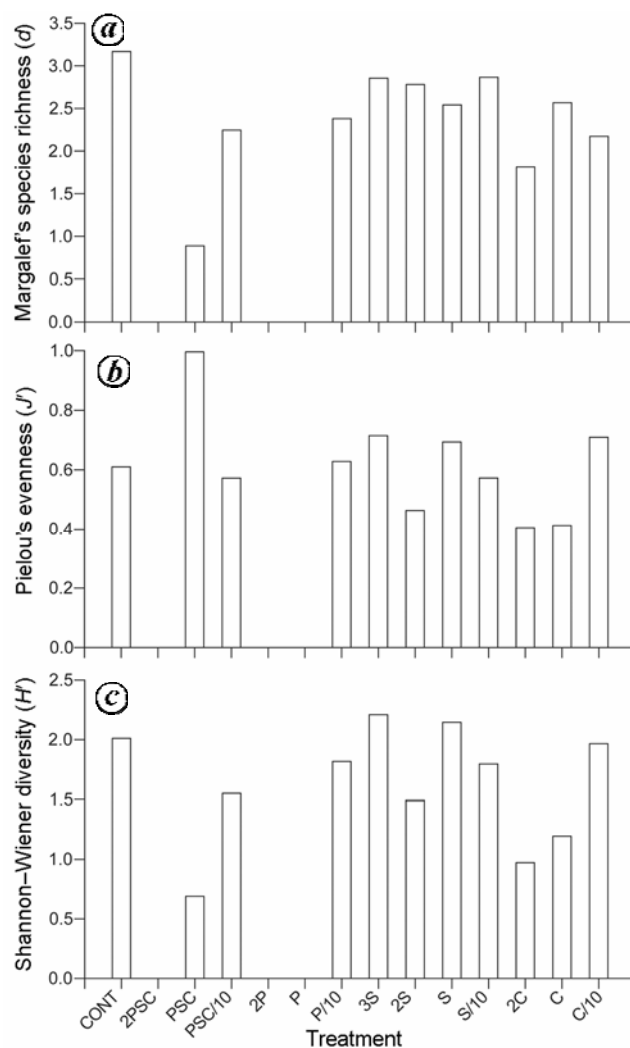 a
Margalef's species richness (d)
3.5
3.0
2.5
2.0
1.5
1.0
0.5
0.0
b
Pielou's evenness (J')
1.0
0.8
0.6
0.4
0.2
0.0
c
Shannon–Wiener diversity (H')
2.5
2.0
1.5
1.0
0.5
0.0
CONT 2PSC PSC PSC/10 2P P P/10 3S 2S S S/10 2C C C/10
Treatment